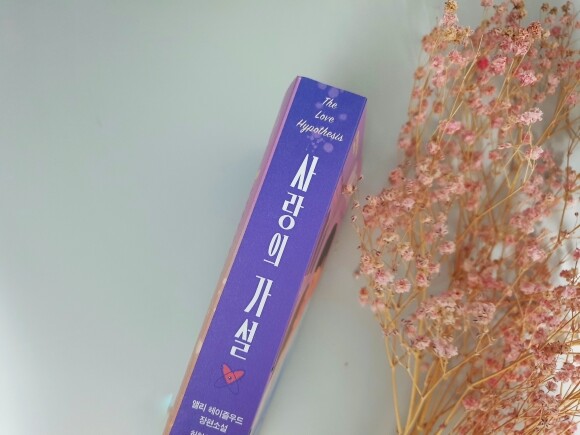 The
Love
Hypothesis
사랑의 가설
앨리 헤이즐우드
장편소설